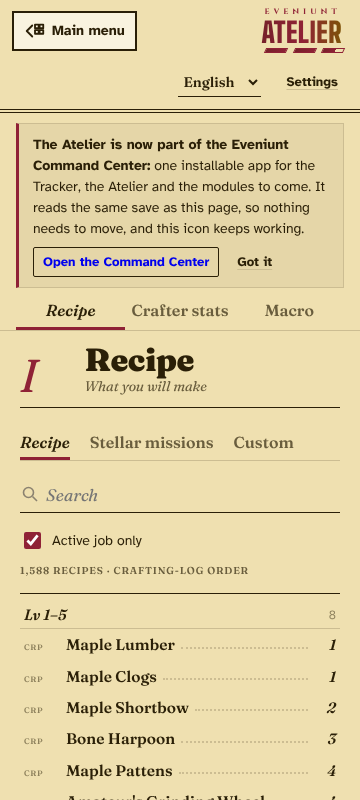 Main menu
EVENIUNT
ATELIER
English
Settings
The Atelier is now part of the Eveniunt
Command Center: one installable app for the
Tracker, the Atelier and the modules to come. It
reads the same save as this page, so nothing
needs to move, and this icon keeps working.
Open the Command Center
Got it
Recipe
Crafter stats
Macro
I
Recipe
What you will make
Recipe
Stellar missions
Custom
Search
Active job only
1,588 RECIPES · CRAFTING-LOG ORDER
Lv 1–5 8
CRP Maple Lumber 1
CRP Maple Clogs 1
CRP Maple Shortbow 2
CRP Bone Harpoon 3
CRP Maple Pattens 4
Amateur's Grinding Wheel